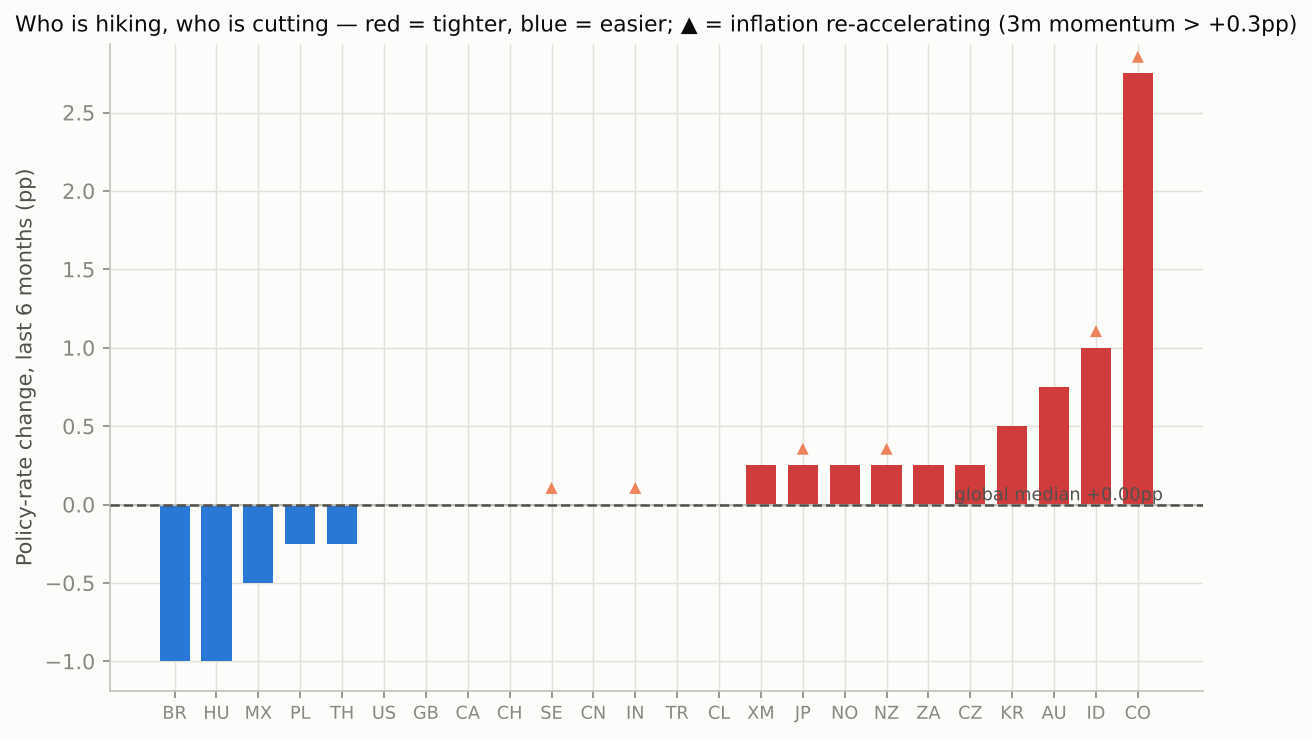 Who is hiking, who is cutting — red = tighter, blue = easier; ▲ = inflation re-accelerating (3m momentum > +0.3pp)
Policy-rate change, last 6 months (pp)
2.5
2.0
1.5
1.0
0.5
0.0
−0.5
−1.0
global median +0.00pp
BR HU MX PL TH US GB CA CH SE CN IN TR CL XM JP NO NZ ZA CZ KR AU ID CO